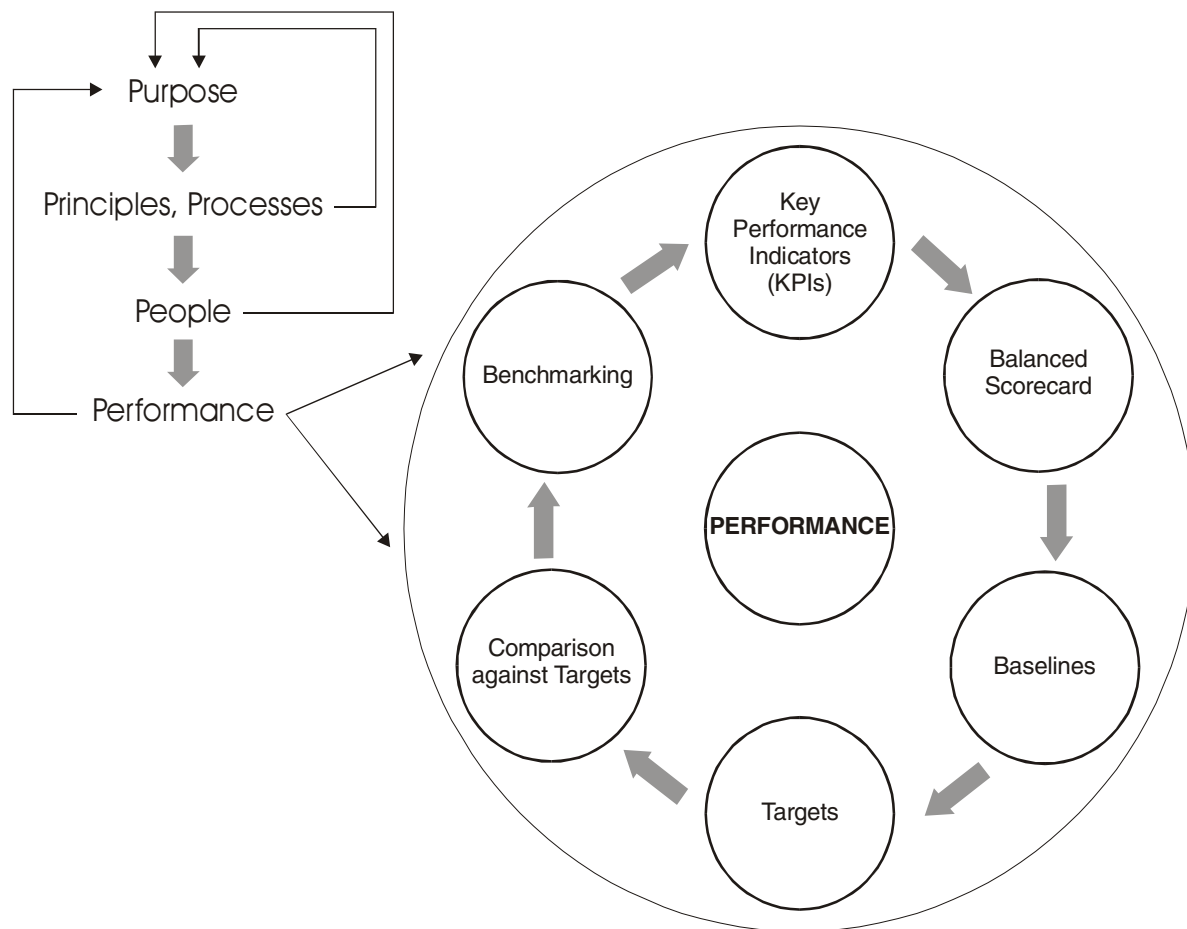 Purpose
Principles, Processes
People
Performance
Key
Performance
Indicators
(KPIs)
Balanced
Scorecard
Baselines
Targets
Comparison
against Targets
Benchmarking
PERFORMANCE